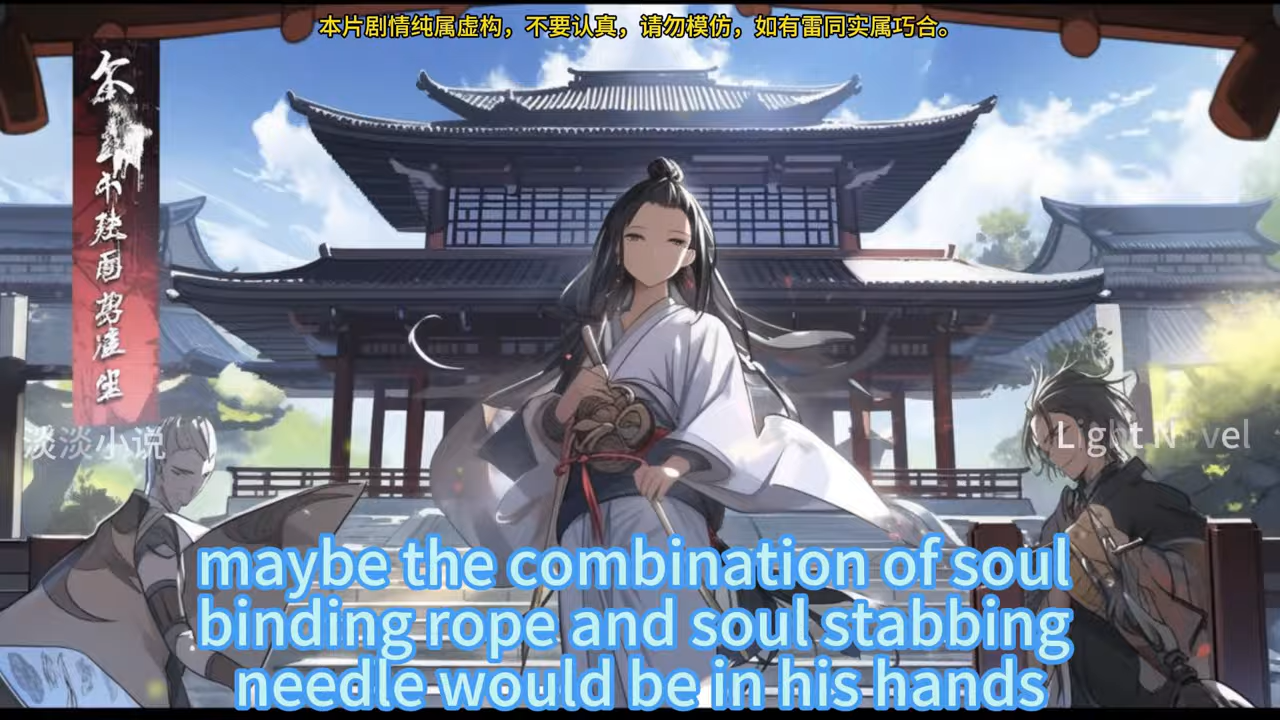 本片剧情纯属虚构，不要认真，请勿模仿，如有雷同实属巧合。
淡淡小说
Light Novel
maybe the combination of soul
binding rope and soul stabbing
needle would be in his hands